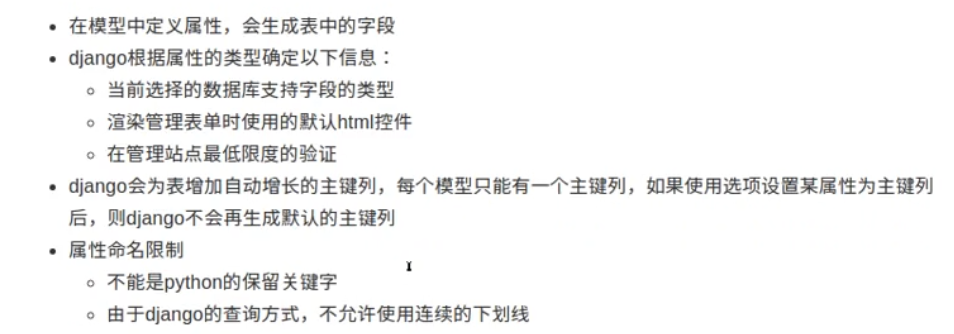 在模型中定义属性，会生成表中的字段
django根据属性的类型确定以下信息：
当前选择的数据库支持字段的类型
渲染管理表单时使用的默认html控件
在管理站点最低限度的验证
django会为表增加自动增长的主键列，每个模型只能有一个主键列，如果使用选项设置某属性为主键列
后，则django不会再生成默认的主键列
属性命名限制
不能是python的保留关键字
由于django的查询方式，不允许使用连续的下划线